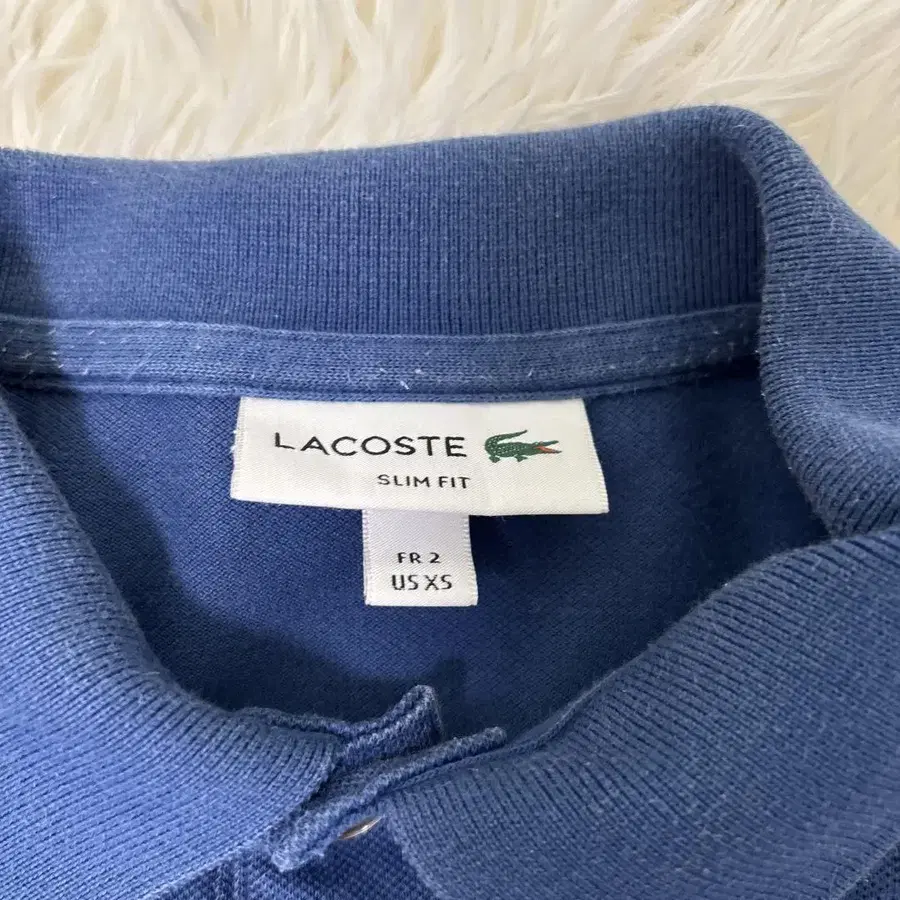 LACOSTE
SLIM FIT
FR 2
US XS